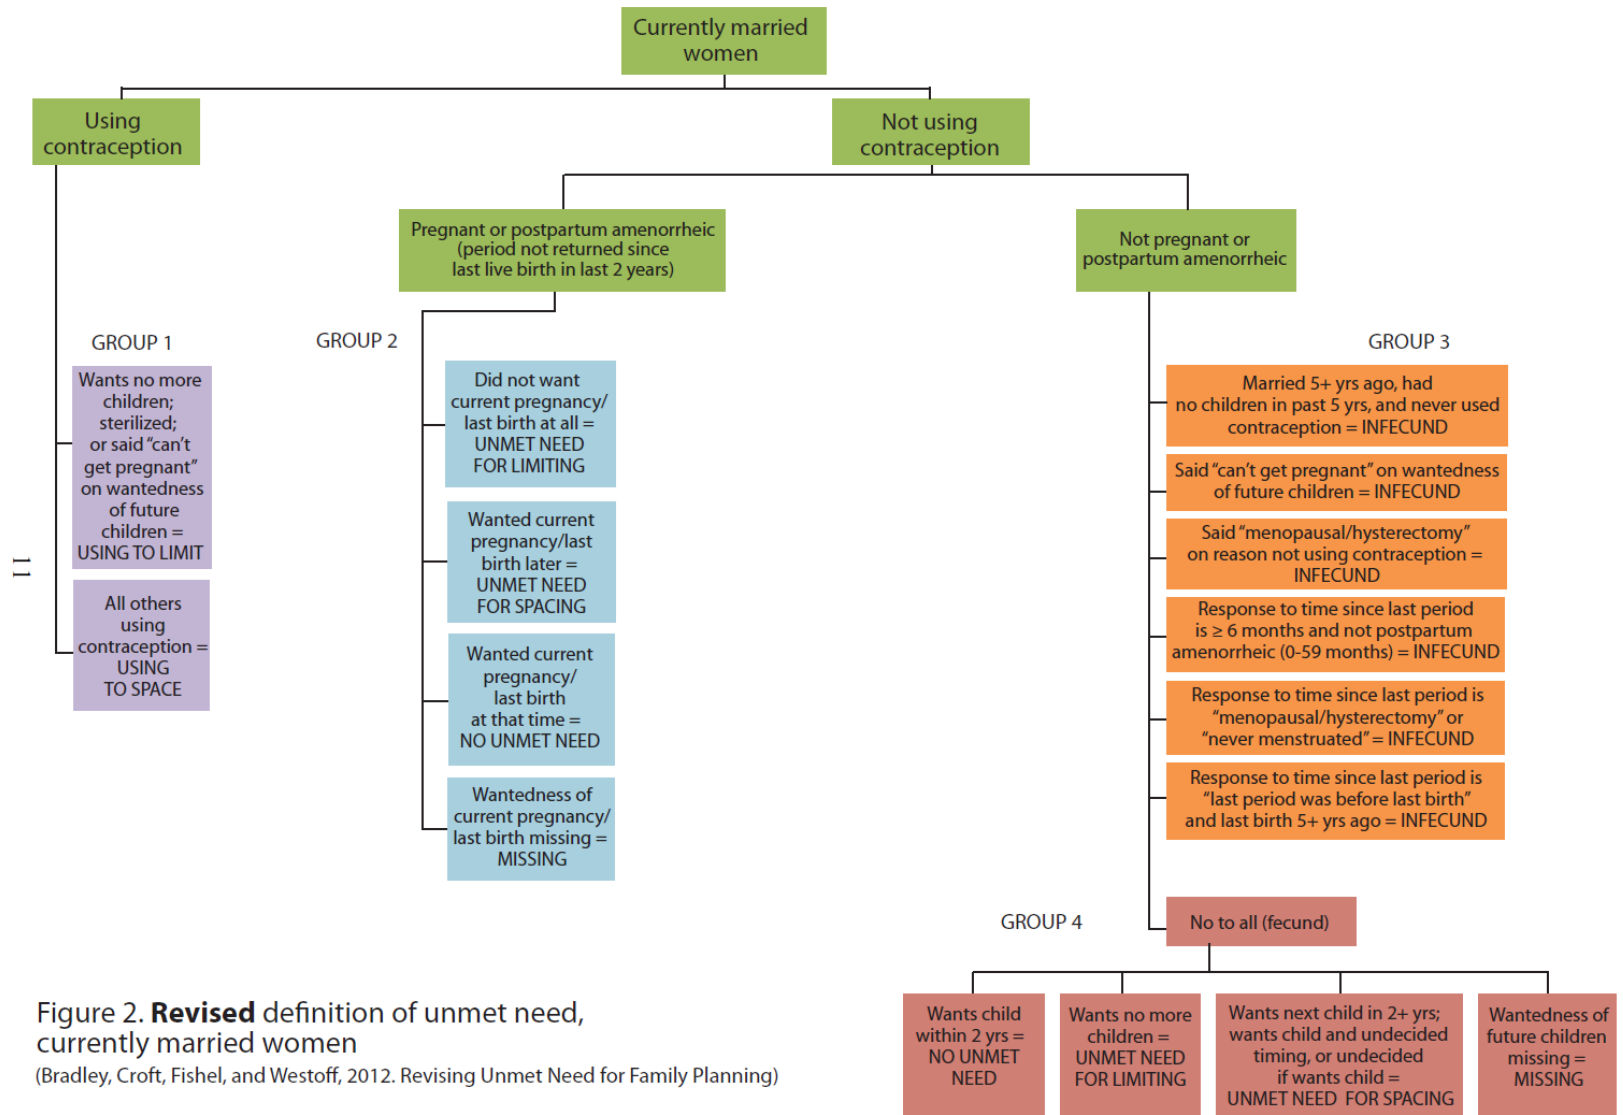 Currently married
women
Using
contraception
Not using
contraception
Pregnant or postpartum amenorrheic
(period not returned since
last live birth in last 2 years)
Not pregnant or
postpartum amenorrheic
GROUP 1
Wants no more
children;
sterilized;
or said “can’t
get pregnant”
on wantedness
of future
children =
USING TO LIMIT
All others
using
contraception =
USING
TO SPACE
11
GROUP 2
Did not want
current pregnancy/
last birth at all =
UNMET NEED
FOR LIMITING
Wanted current
pregnancy/last
birth later =
UNMET NEED
FOR SPACING
Wanted current
pregnancy/
last birth
at that time =
NO UNMET NEED
Wantedness of
current pregnancy/
last birth missing =
MISSING
GROUP 3
Married 5+ yrs ago, had
no children in past 5 yrs, and never used
contraception = INFECUND
Said “can’t get pregnant” on wantedness
of future children = INFECUND
Said “menopausal/hysterectomy”
on reason not using contraception =
INFECUND
Response to time since last period
is ≥ 6 months and not postpartum
amenorrheic (0-59 months) = INFECUND
Response to time since last period is
“menopausal/hysterectomy” or
“never menstruated” = INFECUND
Response to time since last period is
“last period was before last birth”
and last birth 5+ yrs ago = INFECUND
GROUP 4
No to all (fecund)
Wants child
within 2 yrs =
NO UNMET
NEED
Wants no more
children =
UNMET NEED
FOR LIMITING
Wants next child in 2+ yrs;
wants child and undecided
timing, or undecided
if wants child =
UNMET NEED FOR SPACING
Wantedness of
future children
missing =
MISSING
Figure 2. Revised definition of unmet need,
currently married women
(Bradley, Croft, Fishel, and Westoff, 2012. Revising Unmet Need for Family Planning)